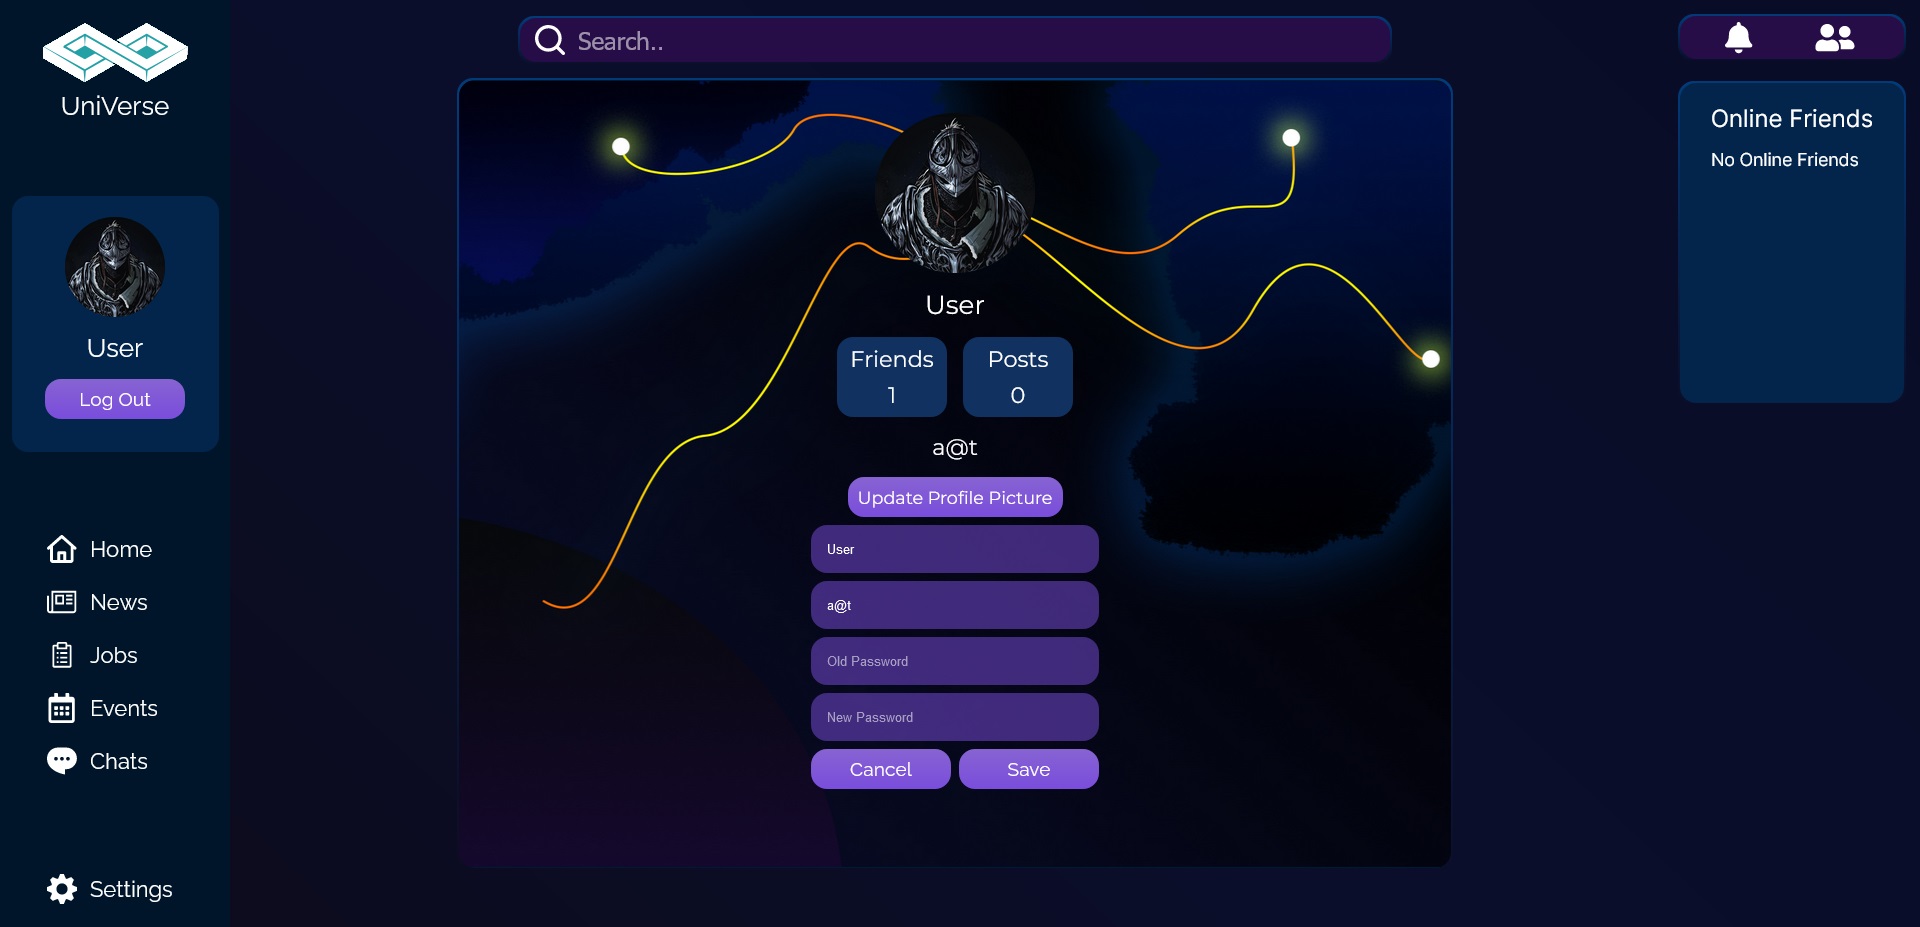 UniVerse
User
Log Out
Home
News
Jobs
Events
Chats
Settings
Search..
User
Friends
1
Posts
0
a@t
Update Profile Picture
User
a@t
Old Password
New Password
Cancel
Save
Online Friends
No Online Friends